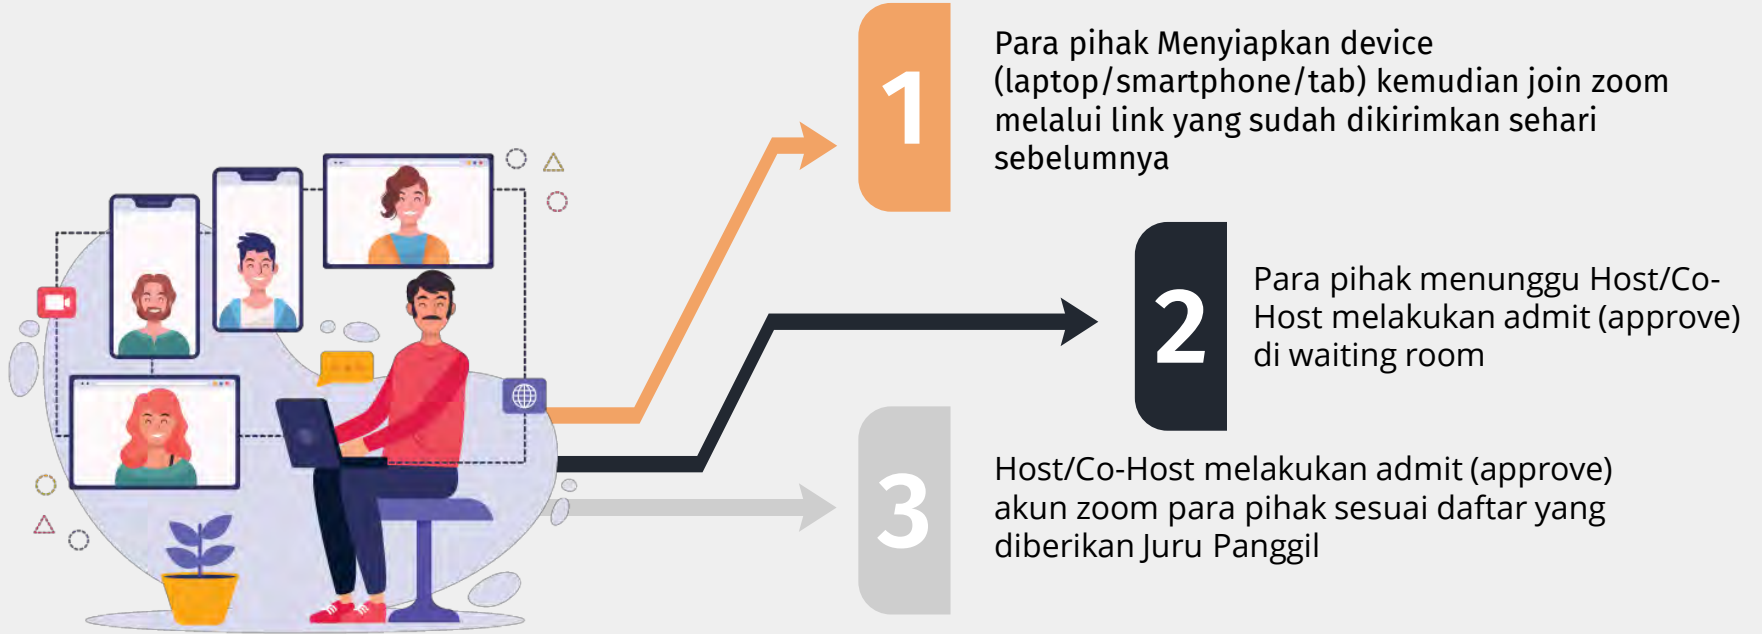 1
Para pihak Menyiapkan device
(laptop/smartphone/tab) kemudian join zoom
melalui link yang sudah dikirimkan sehari
sebelumnya
2
Para pihak menunggu Host/Co-
Host melakukan admit (approve)
di waiting room
3
Host/Co-Host melakukan admit (approve)
akun zoom para pihak sesuai daftar yang
diberikan Juru Panggil